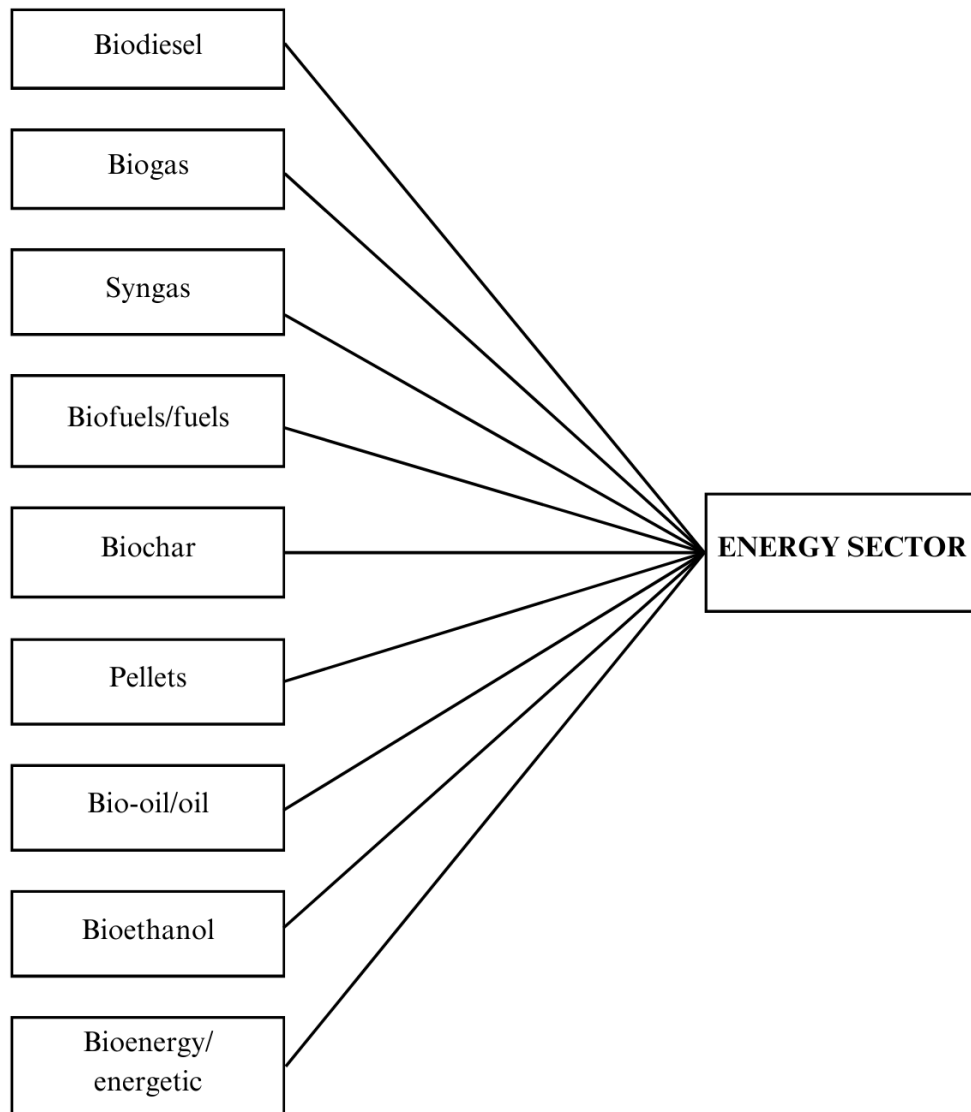 Biodiesel
Biogas
Syngas
Biofuels/fuels
Biochar
ENERGY SECTOR
Pellets
Bio-oil/oil
Bioethanol
Bioenergy/
energetic